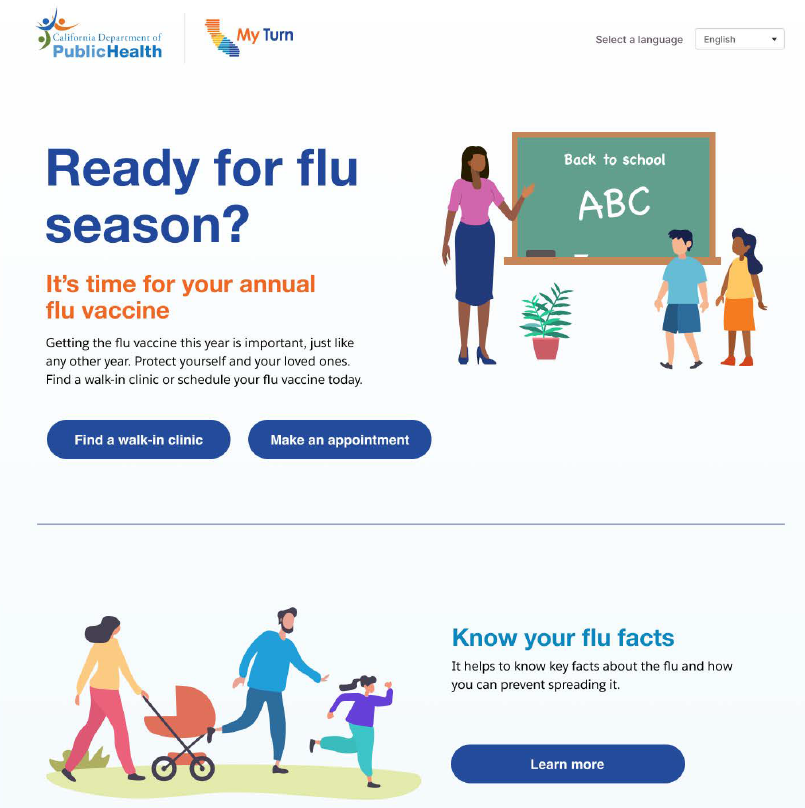 California Department of
PublicHealth
My Turn
Select a language
English
Ready for flu
season?
It's time for your annual
flu vaccine
Getting the flu vaccine this year is important, just like
any other year. Protect yourself and your loved ones.
Find a walk-in clinic or schedule your flu vaccine today.
Find a walk-in clinic
Make an appointment
Back to school
ABC
Know your flu facts
It helps to know key facts about the flu and how
you can prevent spreading it.
Learn more